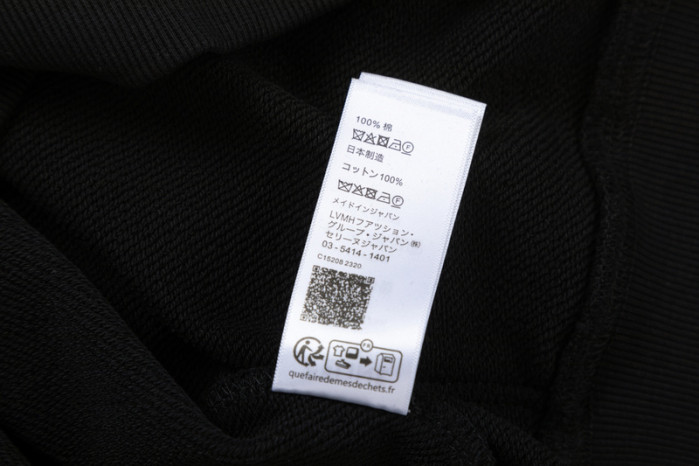 100% 棉
日本制造
コットン100%
メイドインジャパン
LVMHファッション・
グループ・ジャパン㈱
セリーヌジャパン
03-5414-1401
C15208 2320
FR
quefairedemesdechets.fr